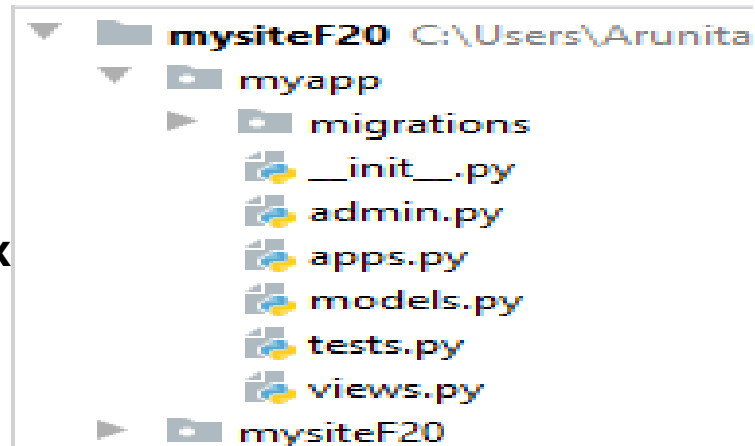 mysiteF20 C:\Users\Arunita
myapp
migrations
__init__.py
admin.py
x apps.py
models.py
tests.py
views.py
mysiteF20